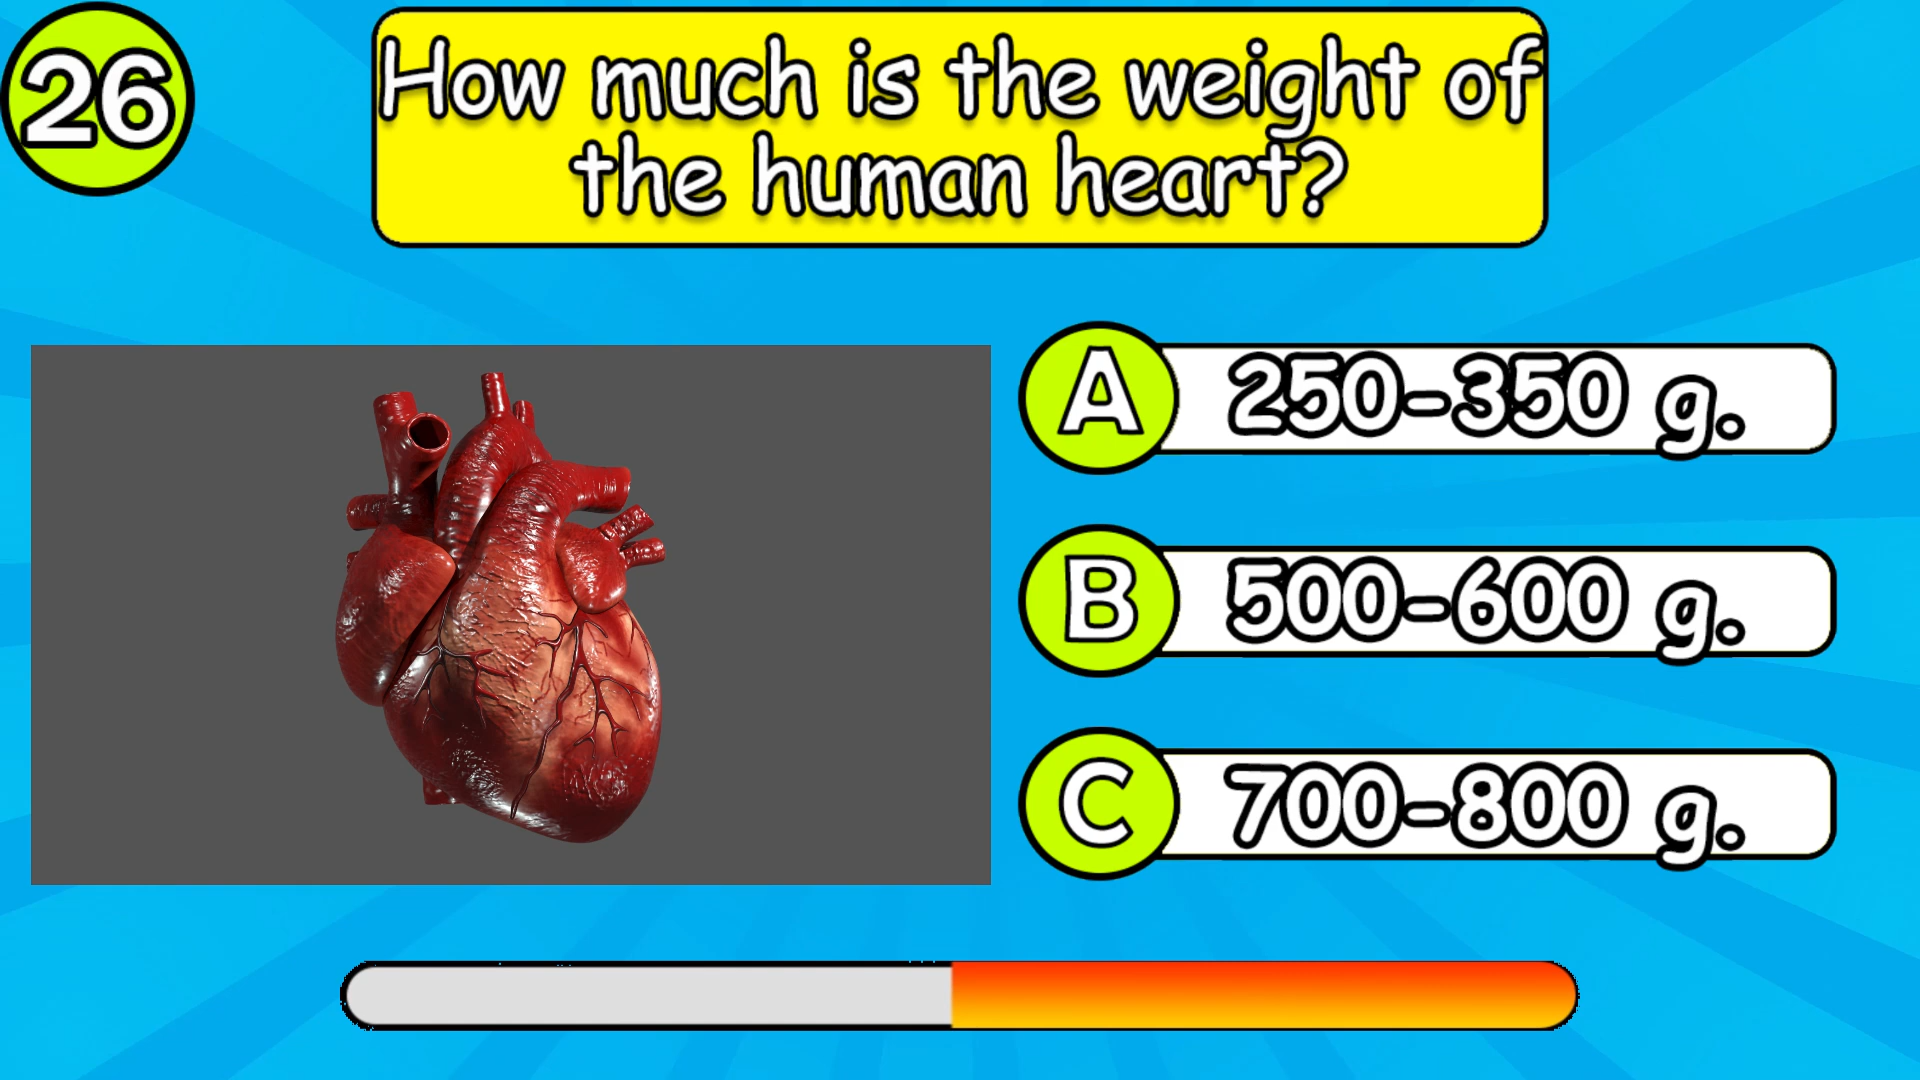 26
How much is the weight of
the human heart?
A 250-350 g.
B 500-600 g.
C 700-800 g.